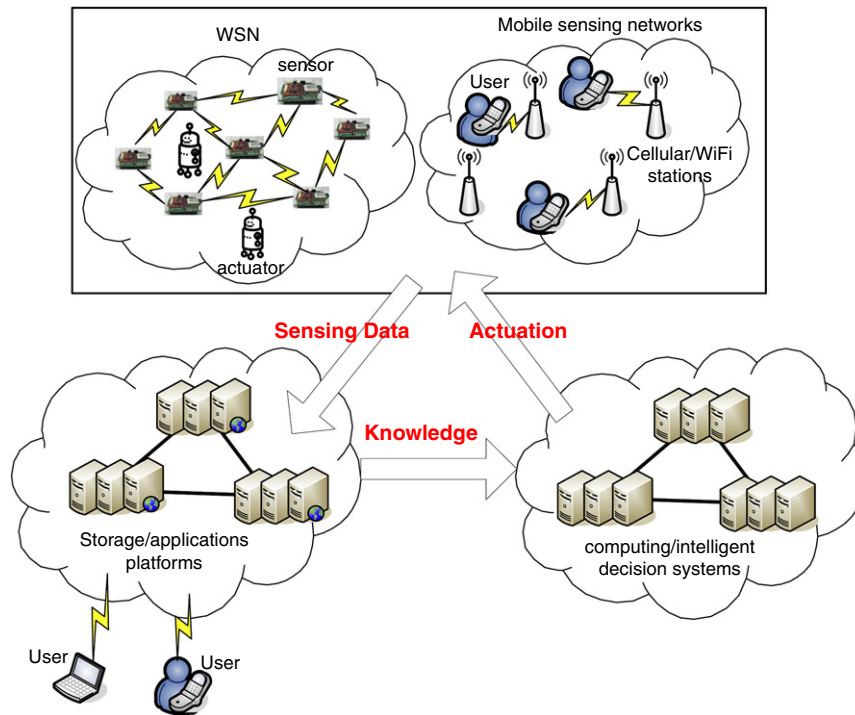 WSN
Mobile sensing networks
sensor
User
Cellular/WiFi
stations
actuator
Sensing Data
Actuation
Knowledge
Storage/applications
platforms
computing/intelligent
decision systems
User
User